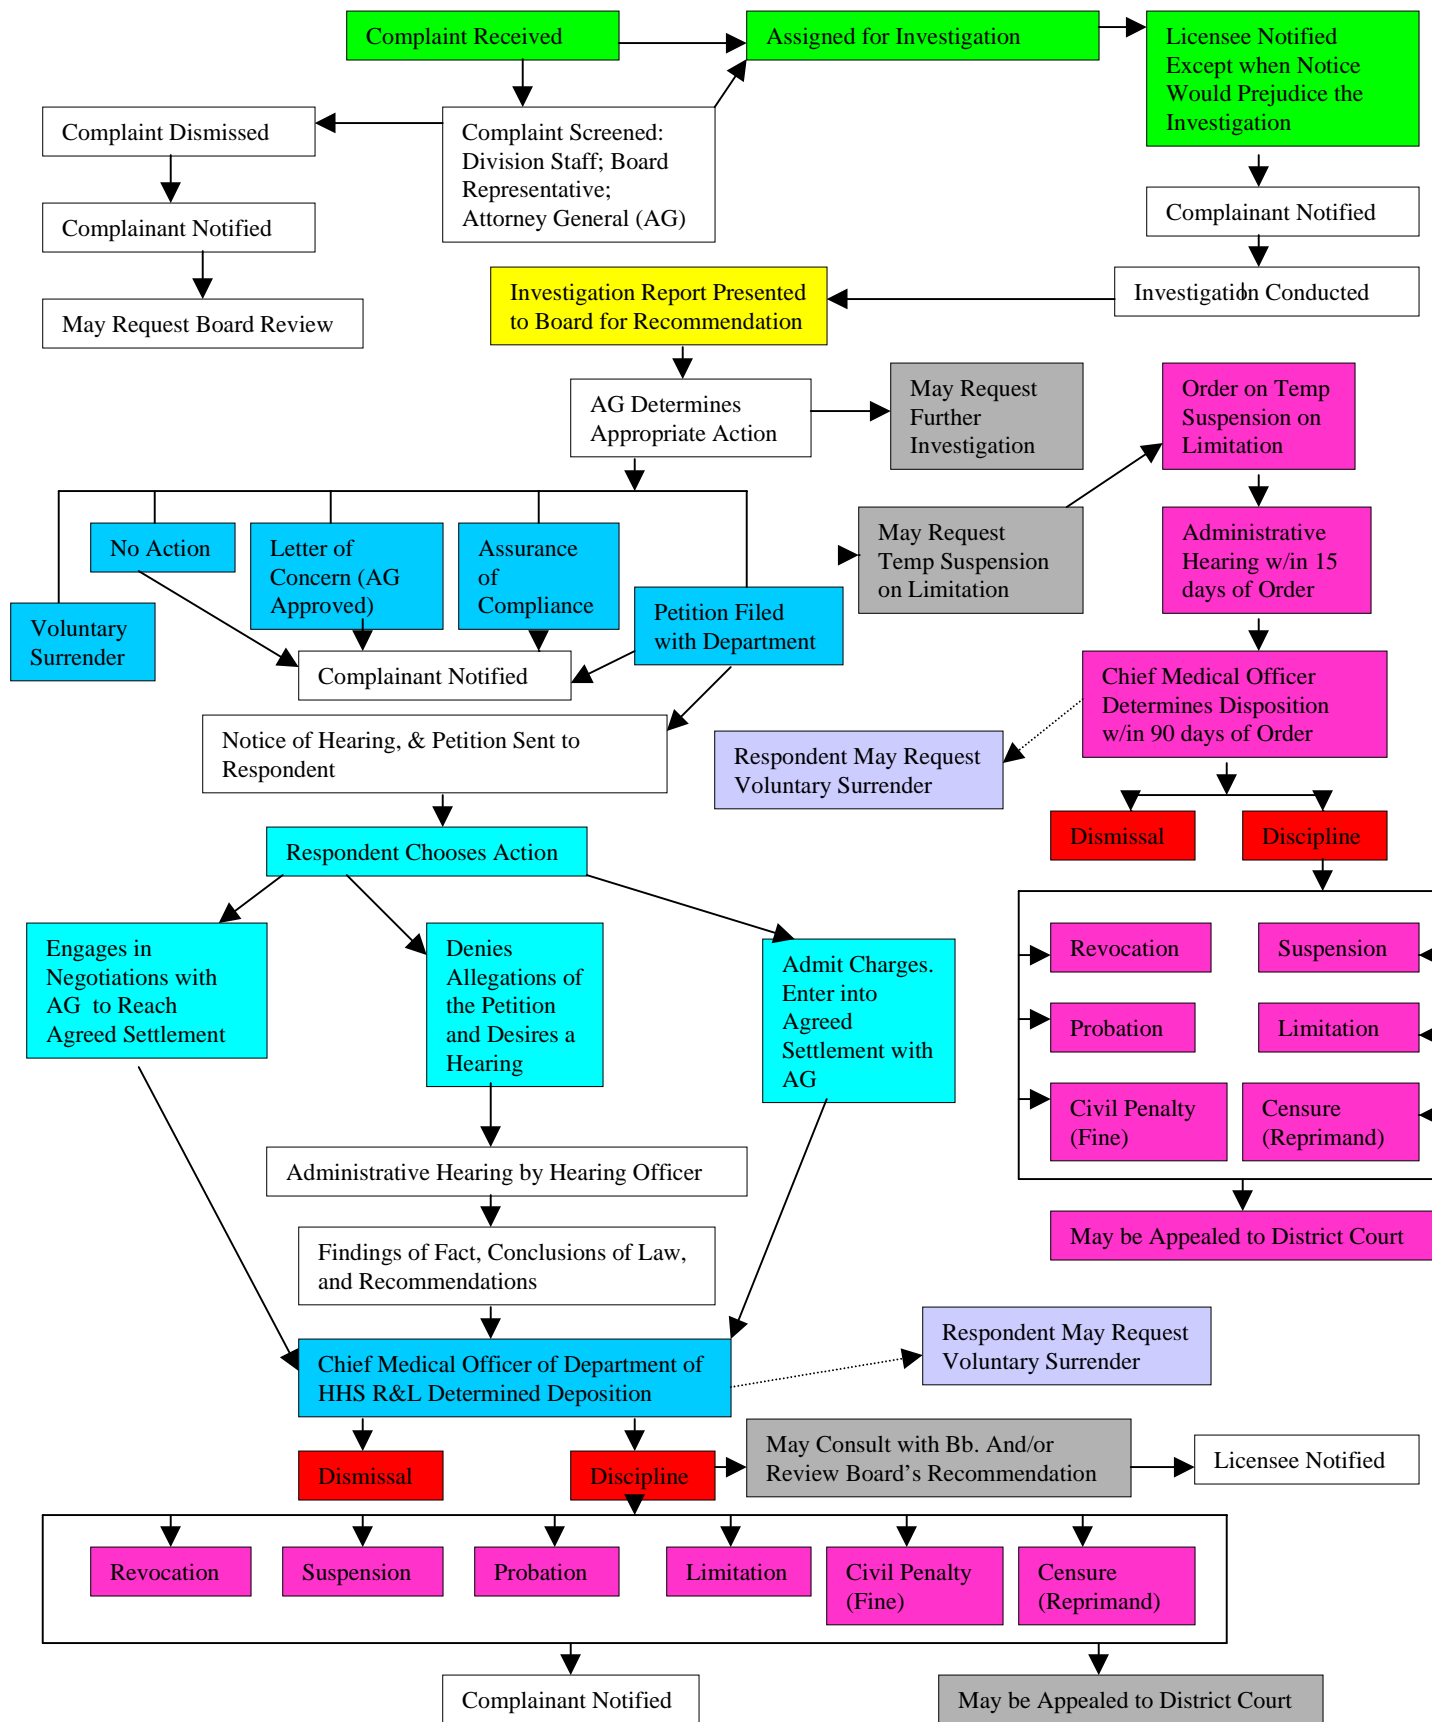 Complaint Received
Assigned for Investigation
Licensee Notified
Except when Notice
Would Prejudice the
Investigation
Complaint Dismissed
Complaint Screened:
Division Staff; Board
Representative;
Attorney General (AG)
Complainant Notified
Complainant Notified
May Request Board Review
Investigation Report Presented
to Board for Recommendation
Investigation Conducted
AG Determines
Appropriate Action
May Request
Further
Investigation
Order on Temp
Suspension on
Limitation
No Action
Letter of
Concern (AG
Approved)
Assurance
of
Compliance
May Request
Temp Suspension
on Limitation
Administrative
Hearing w/in 15
days of Order
Voluntary
Surrender
Petition Filed
with Department
Complainant Notified
Chief Medical Officer
Determines Disposition
w/in 90 days of Order
Notice of Hearing, & Petition Sent to
Respondent
Respondent May Request
Voluntary Surrender
Dismissal
Discipline
Respondent Chooses Action
Engages in
Negotiations with
AG to Reach
Agreed Settlement
Denies
Allegations of
the Petition
and Desires a
Hearing
Admit Charges.
Enter into
Agreed
Settlement with
AG
Revocation
Suspension
Probation
Limitation
Civil Penalty
(Fine)
Censure
(Reprimand)
Administrative Hearing by Hearing Officer
May be Appealed to District Court
Findings of Fact, Conclusions of Law,
and Recommendations
Chief Medical Officer of Department of
HHS R&L Determined Deposition
Respondent May Request
Voluntary Surrender
Dismissal
Discipline
May Consult with Bb. And/or
Review Board's Recommendation
Licensee Notified
Revocation
Suspension
Probation
Limitation
Civil Penalty
(Fine)
Censure
(Reprimand)
Complainant Notified
May be Appealed to District Court